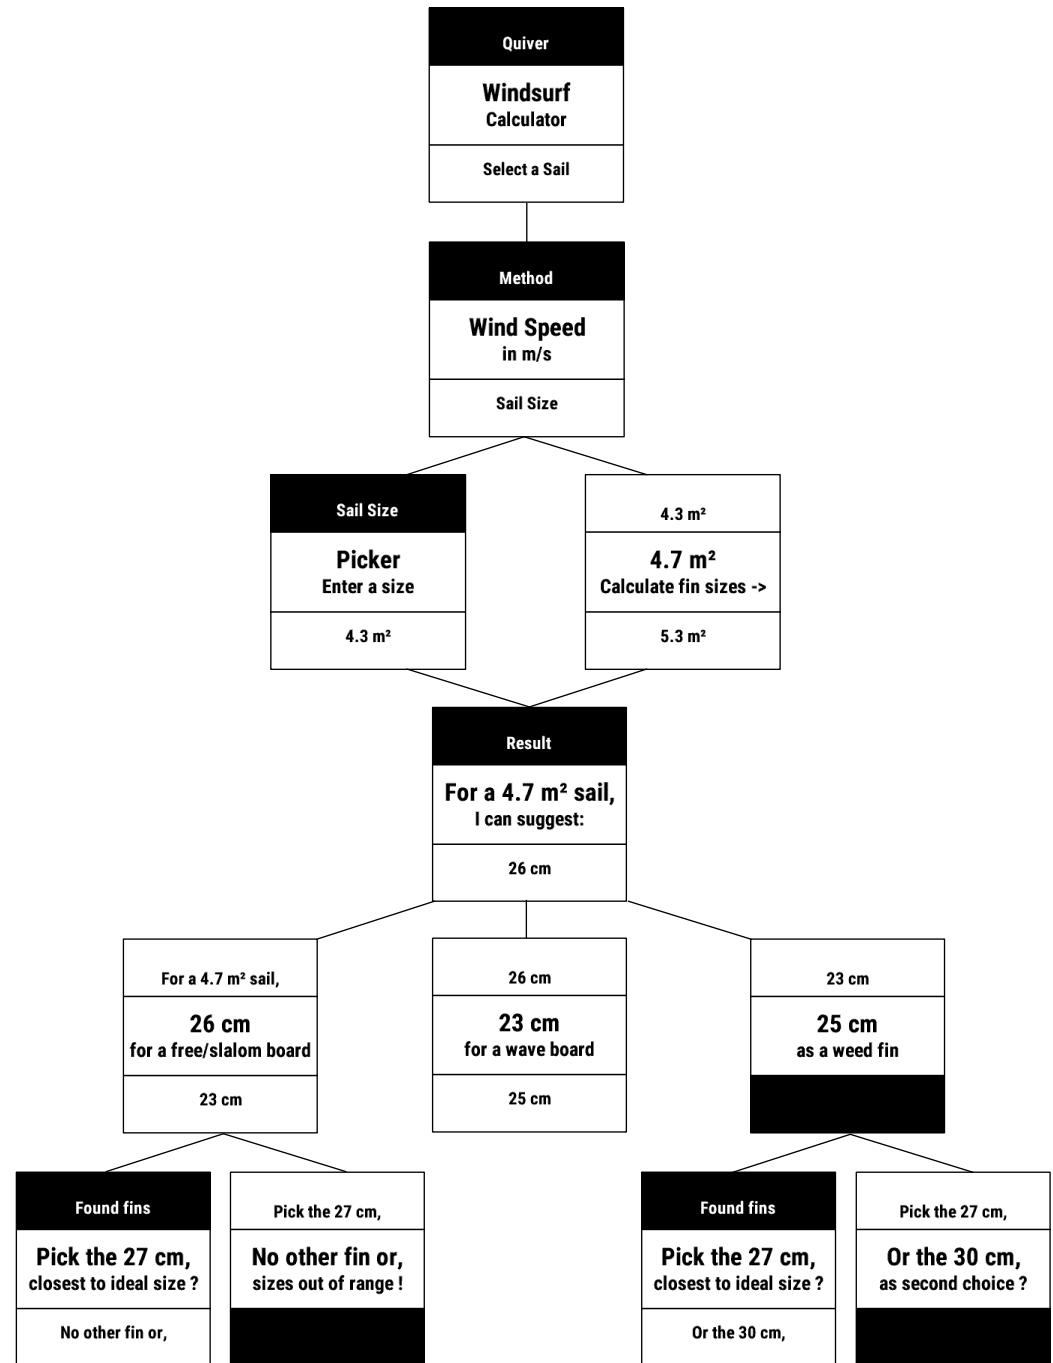 Quiver
Windsurf
Calculator
Select a Sail
Method
Wind Speed
in m/s
Sail Size
Sail Size
Picker
Enter a size
4.3 m²
4.3 m²
4.7 m²
Calculate fin sizes ->
5.3 m²
Result
For a 4.7 m² sail,
I can suggest:
26 cm
For a 4.7 m² sail,
26 cm
for a free/slalom board
23 cm
26 cm
23 cm
for a wave board
25 cm
23 cm
25 cm
as a weed fin
Found fins
Pick the 27 cm,
closest to ideal size ?
No other fin or,
Pick the 27 cm,
No other fin or,
sizes out of range !
Found fins
Pick the 27 cm,
closest to ideal size ?
Or the 30 cm,
Pick the 27 cm,
Or the 30 cm,
as second choice ?